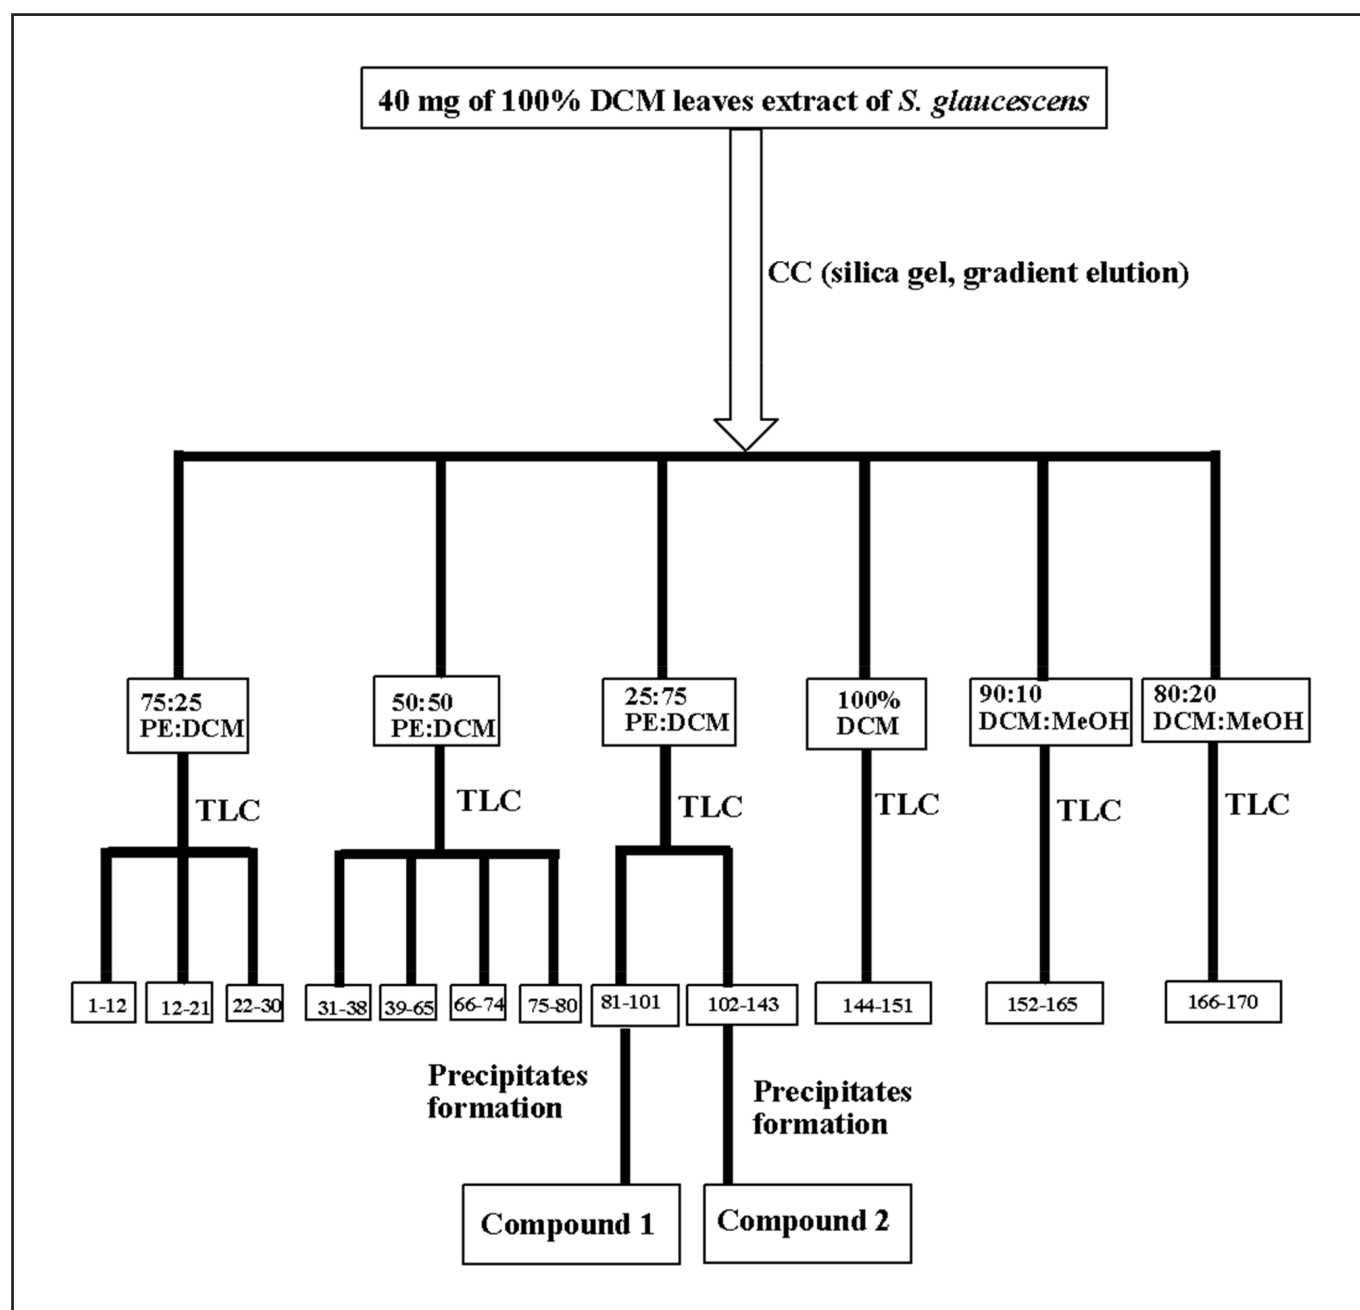 40 mg of 100% DCM leaves extract of S. glaucescens
CC (silica gel, gradient elution)
75:25
PE:DCM
50:50
PE:DCM
25:75
PE:DCM
100%
DCM
90:10
DCM:MeOH
80:20
DCM:MeOH
TLC
TLC
TLC
TLC
TLC
TLC
1-12
12-21
22-30
31-38
39-65
66-74
75-80
81-101
102-143
144-151
152-165
166-170
Precipitates
formation
Precipitates
formation
Compound 1
Compound 2